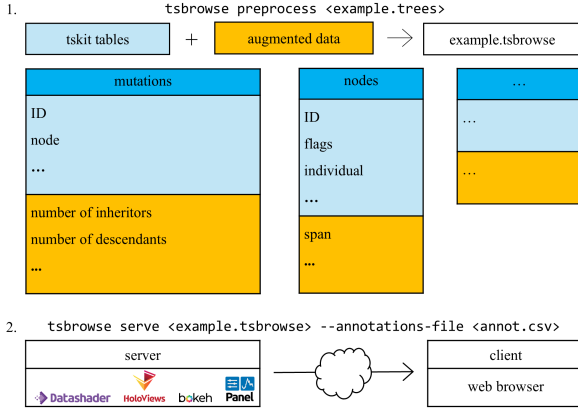 1. tsbrowse preprocess <example.trees>
tskit tables + augmented data example.tsbrowse
mutations
ID
node
...
number of inheritors
number of descendants
...
nodes
ID
flags
individual
...
span
...
...
...
...
2. tsbrowse serve <example.tsbrowse> --annotations-file <annot.csv>
server
Datashader HoloViews bokeh Panel
client
web browser